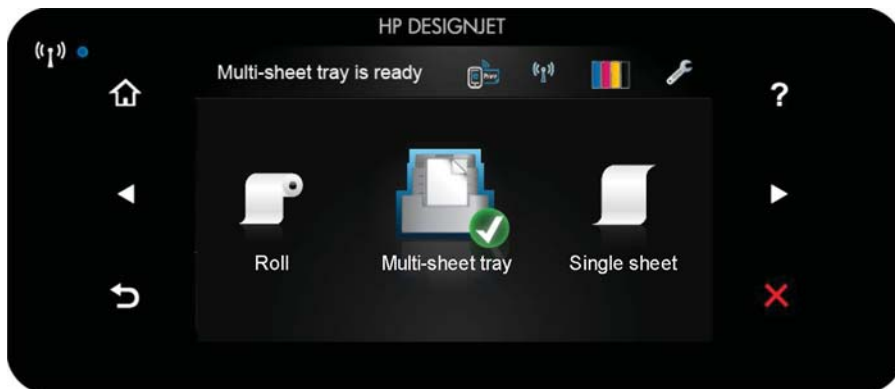 HP DESIGNJET
Multi-sheet tray is ready
?
Roll
Multi-sheet tray
Single sheet